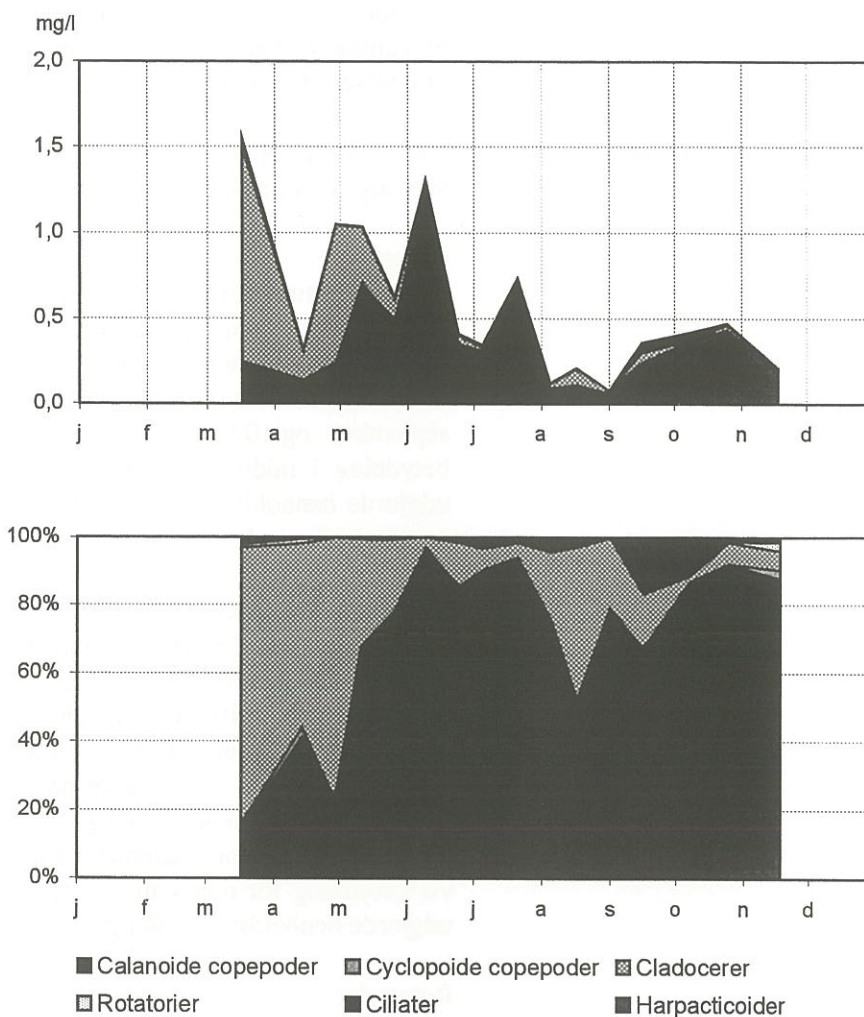 mg/l
2,0
1,5
1,0
0,5
0,0
j f m a m j j a s o n d
100%
80%
60%
40%
20%
0%
j f m a m j j a s o n d
Calanoide copepoder Cyclopoide copepoder Cladocerer
Rotatorier Ciliater Harpacticoider